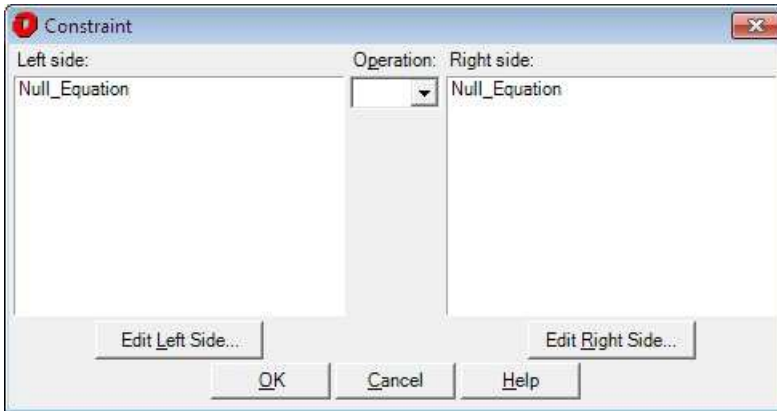 Constraint
Left side: Operation: Right side:
Null_Equation Null_Equation
Edit Left Side... Edit Right Side...
OK Cancel Help